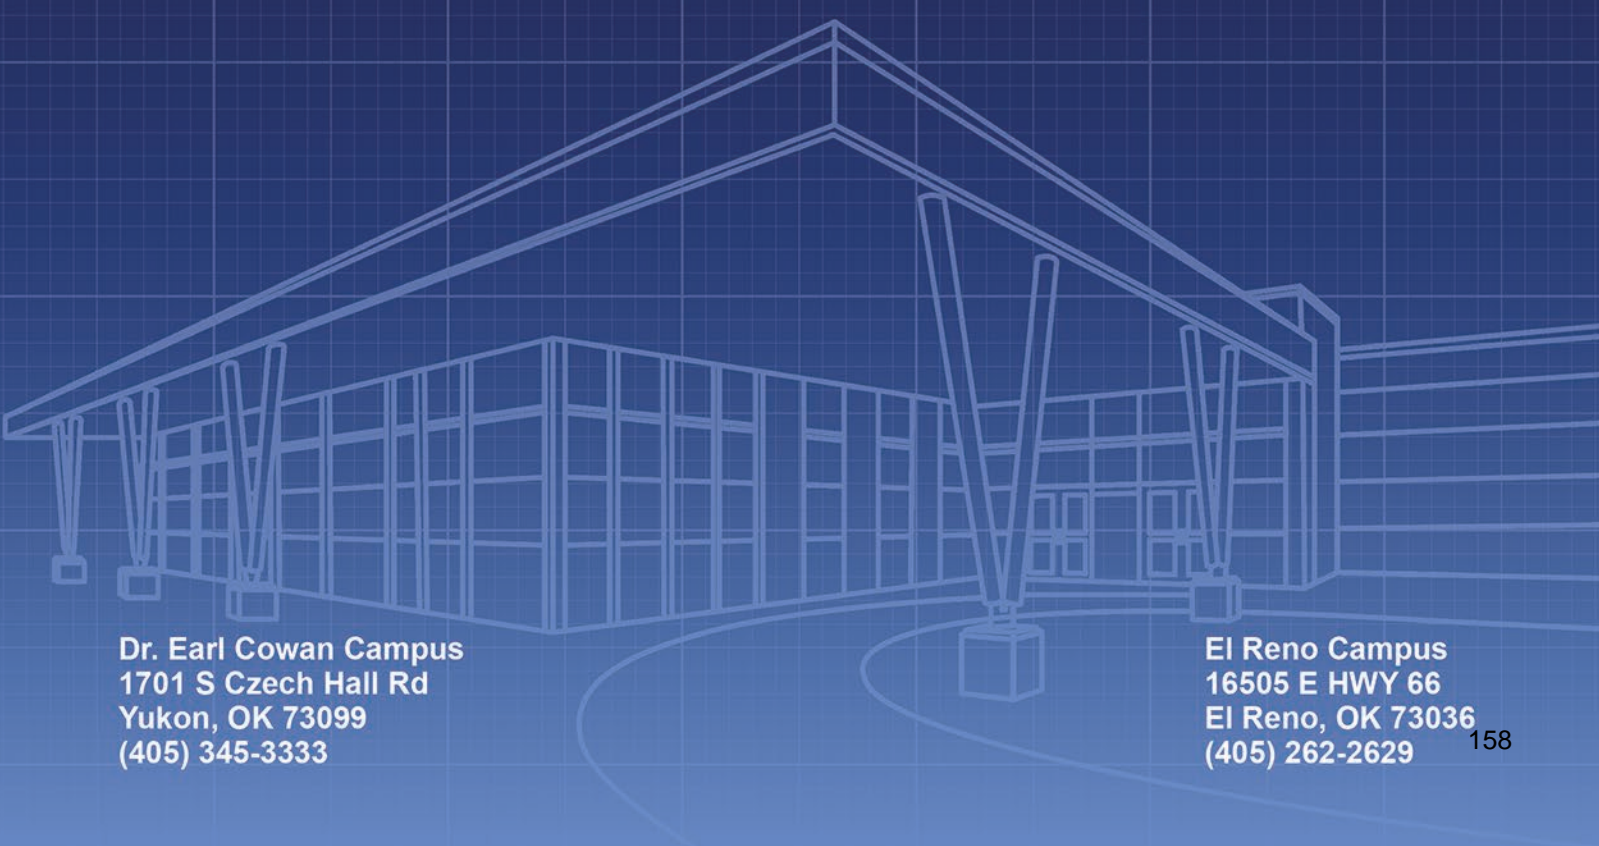 Dr. Earl Cowan Campus
1701 S Czech Hall Rd
Yukon, OK 73099
(405) 345-3333
El Reno Campus
16505 E HWY 66
El Reno, OK 73036
(405) 262-2629
158